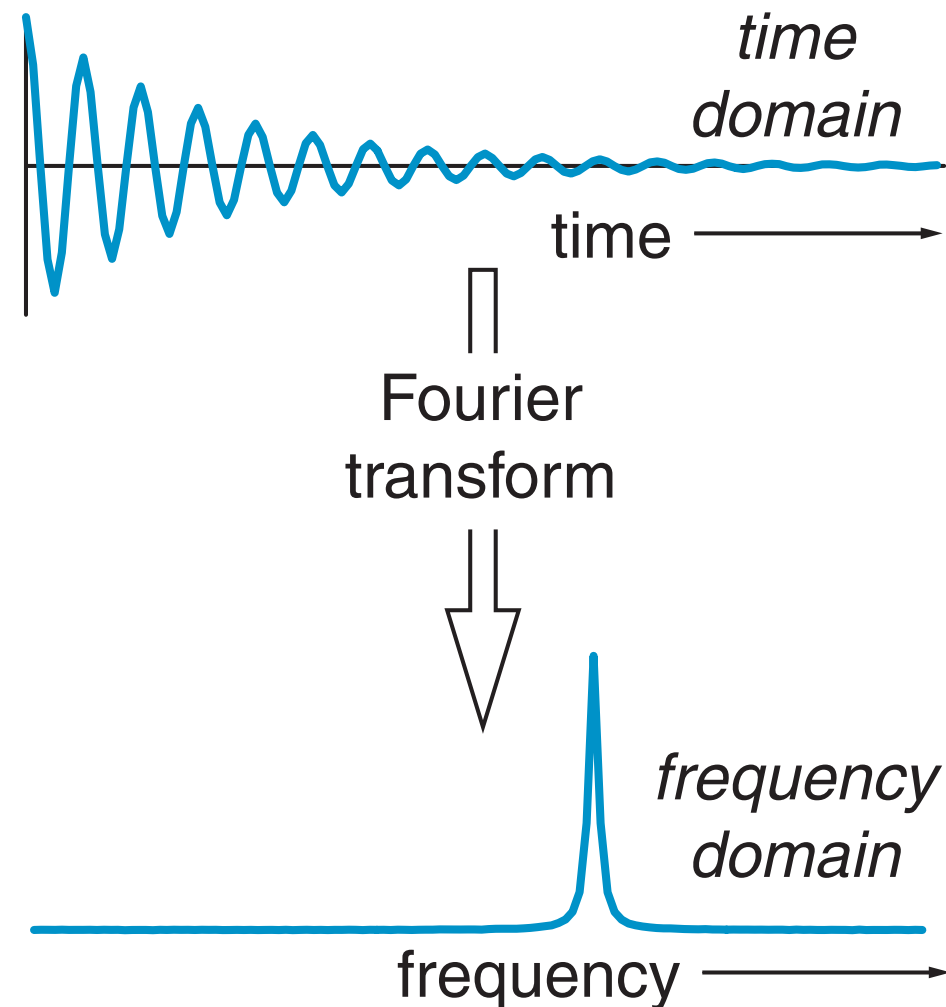 time
domain
time
Fourier
transform
frequency
domain
frequency